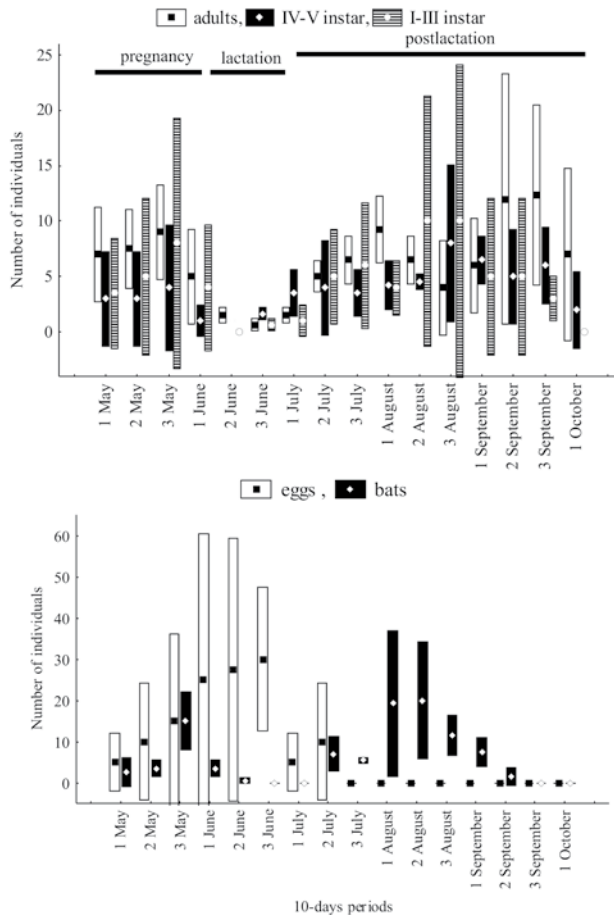 adults, IV-V instar, I-III instar
postlactation
pregnancy lactation
Number of individuals
25
20
15
10
5
0
1 May
2 May
3 May
1 June
2 June
3 June
1 July
2 July
3 July
1 August
2 August
3 August
1 September
2 September
3 September
1 October
eggs , bats
Number of individuals
60
50
40
30
20
10
0
1 May
2 May
3 May
1 June
2 June
3 June
1 July
2 July
3 July
1 August
2 August
3 August
1 September
2 September
3 September
1 October
10-days periods